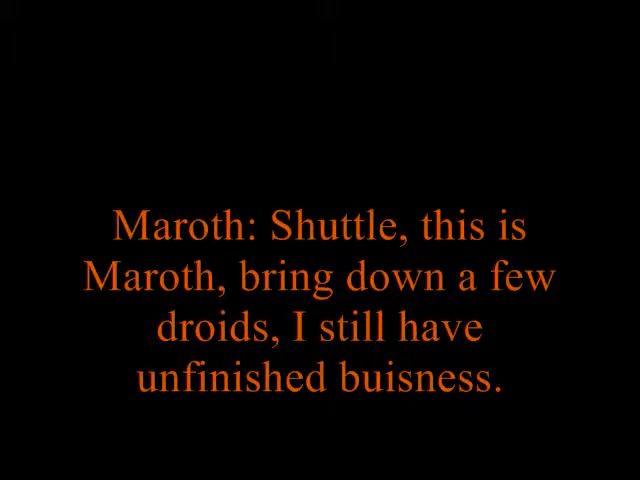 Maroth: Shuttle, this is
Maroth, bring down a few
droids, I still have
unfinished buisness.